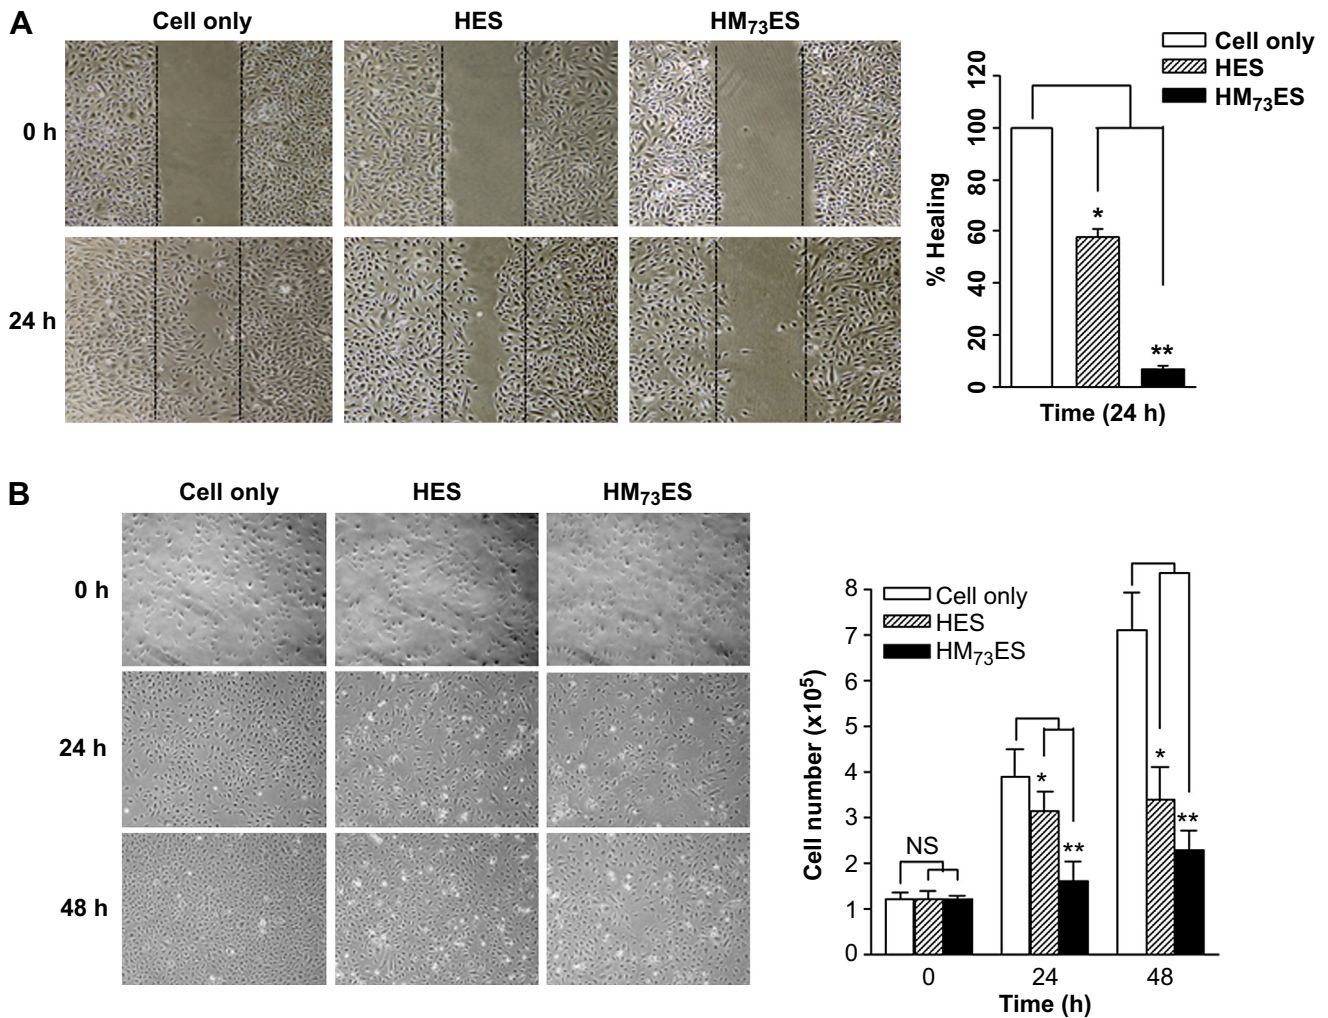 A
Cell only
HES
HM73ES
0 h
24 h
Cell only
HES
HM73ES
% Healing
120
100
80
60
40
20
0
*
**
Time (24 h)
B
Cell only
HES
HM73ES
0 h
24 h
48 h
Cell only
HES
HM73ES
Cell number (x10⁵)
8
7
6
5
4
3
2
1
0
NS
*
**
*
**
0
24
48
Time (h)